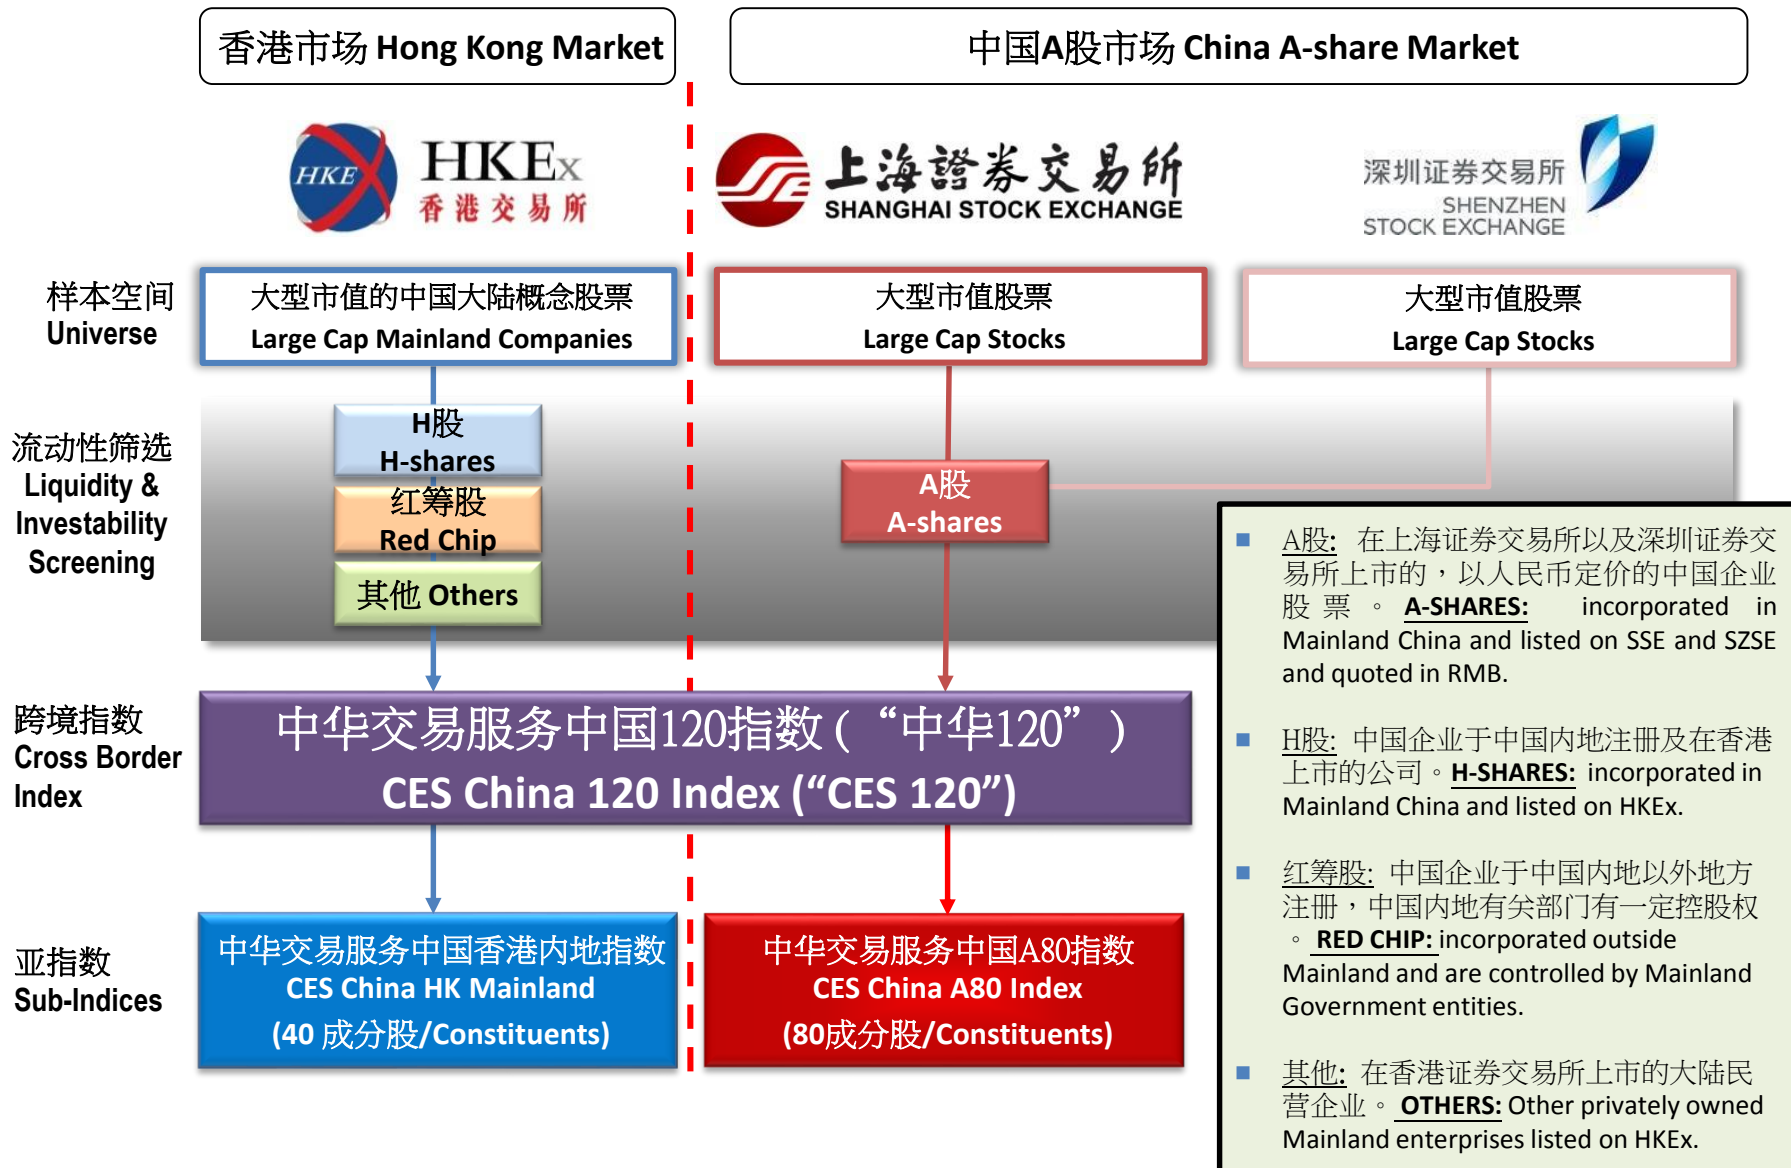 香港市场 Hong Kong Market
中国A股市场 China A-share Market
HKE
HKEx
香港交易所
上海證券交易所
SHANGHAI STOCK EXCHANGE
深圳证券交易所
SHENZHEN
STOCK EXCHANGE
样本空间
Universe
大型市值的中国大陆概念股票
Large Cap Mainland Companies
大型市值股票
Large Cap Stocks
大型市值股票
Large Cap Stocks
流动性筛选
Liquidity &
Investability
Screening
H股
H-shares
红筹股
Red Chip
其他 Others
A股
A-shares
跨境指数
Cross Border
Index
中华交易服务中国120指数 (“中华120”)
CES China 120 Index (“CES 120”)
亚指数
Sub-Indices
中华交易服务中国香港内地指数
CES China HK Mainland
(40 成分股/Constituents)
中华交易服务中国A80指数
CES China A80 Index
(80成分股/Constituents)
A股: 在上海证券交易所以及深圳证券交
易所上市的，以人民币定价的中国企业
股票。A-SHARES: incorporated in
Mainland China and listed on SSE and SZSE
and quoted in RMB.
H股: 中国企业于中国内地注册及在香港
上市的公司。H-SHARES: incorporated in
Mainland China and listed on HKEx.
红筹股: 中国企业于中国内地以外地方
注册，中国内地有关部门有一定控股权
。RED CHIP: incorporated outside
Mainland and are controlled by Mainland
Government entities.
其他: 在香港证券交易所上市的大陆民
营企业。OTHERS: Other privately owned
Mainland enterprises listed on HKEx.